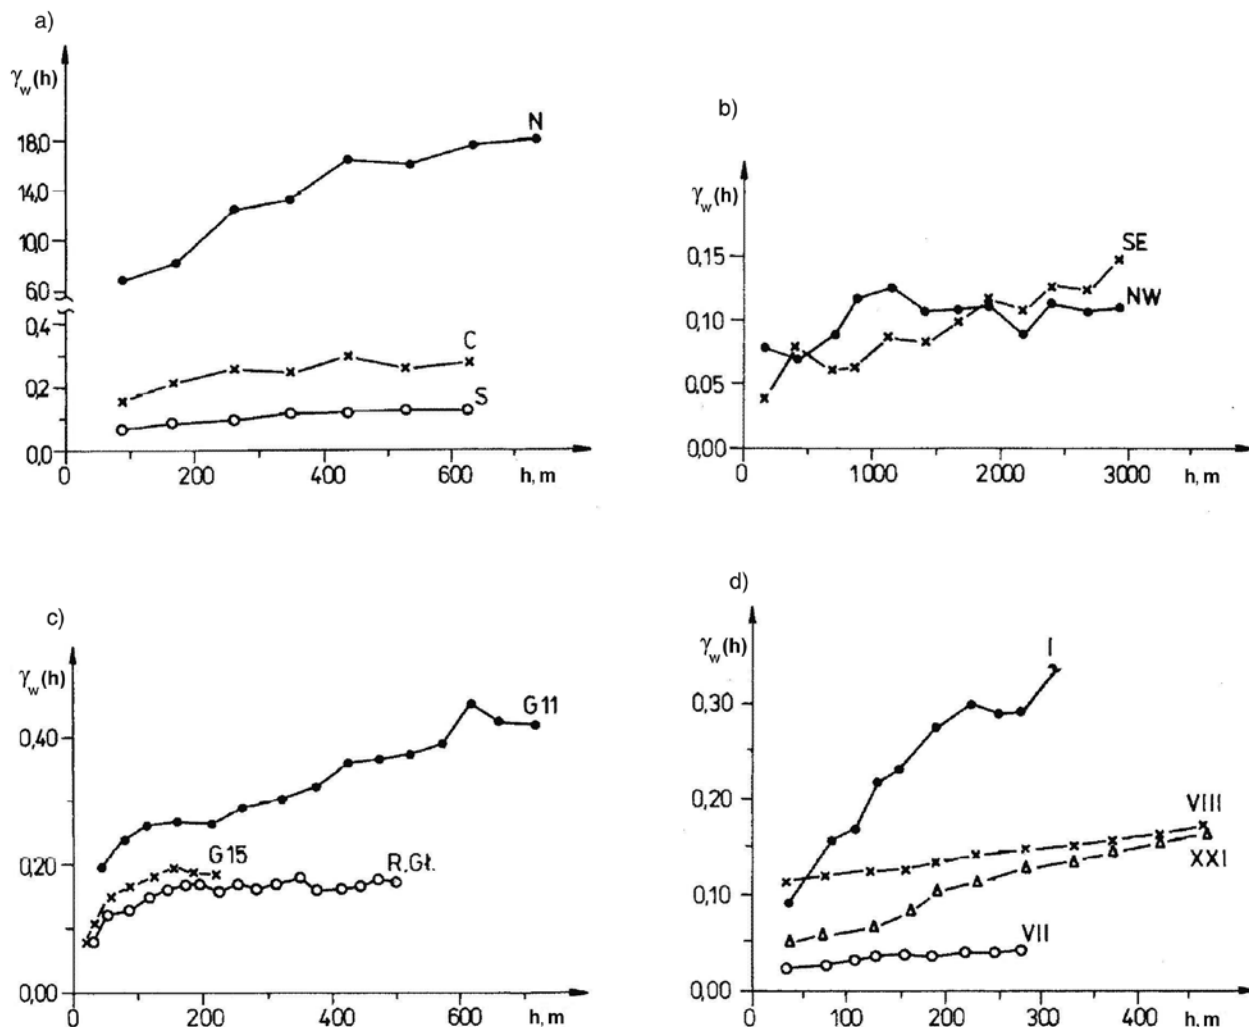 a)
γw(h)
18,0
14,0
10,0
6,0
0,4
0,2
0,0
N
C
S
0 200 400 600 h, m
b)
γw(h)
0,15
0,10
0,05
0,00
SE
NW
0 1000 2000 3000 h, m
c)
γw(h)
0,40
0,20
0,00
G11
G15
R,Gł.
0 200 400 600 h, m
d)
γw(h)
0,30
0,20
0,10
0,00
I
VIII
XXI
VII
0 100 200 300 400 h, m